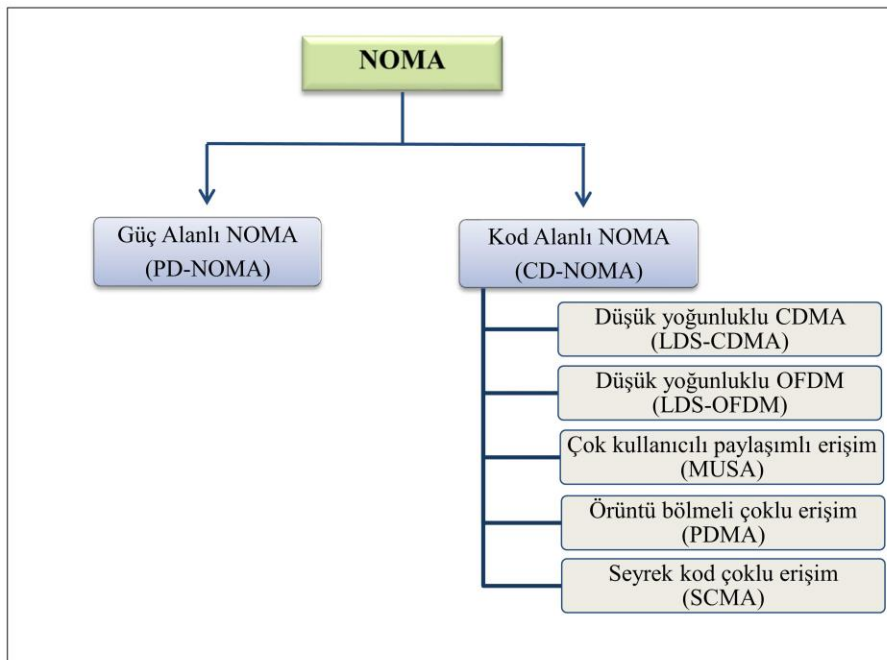 NOMA
Güç Alanlı NOMA
(PD-NOMA)
Kod Alanlı NOMA
(CD-NOMA)
Düşük yoğunluklu CDMA
(LDS-CDMA)
Düşük yoğunluklu OFDM
(LDS-OFDM)
Çok kullanıcılı paylaşımlı erişim
(MUSA)
Örüntü bölmeli çoklu erişim
(PDMA)
Seyrek kod çoklu erişim
(SCMA)